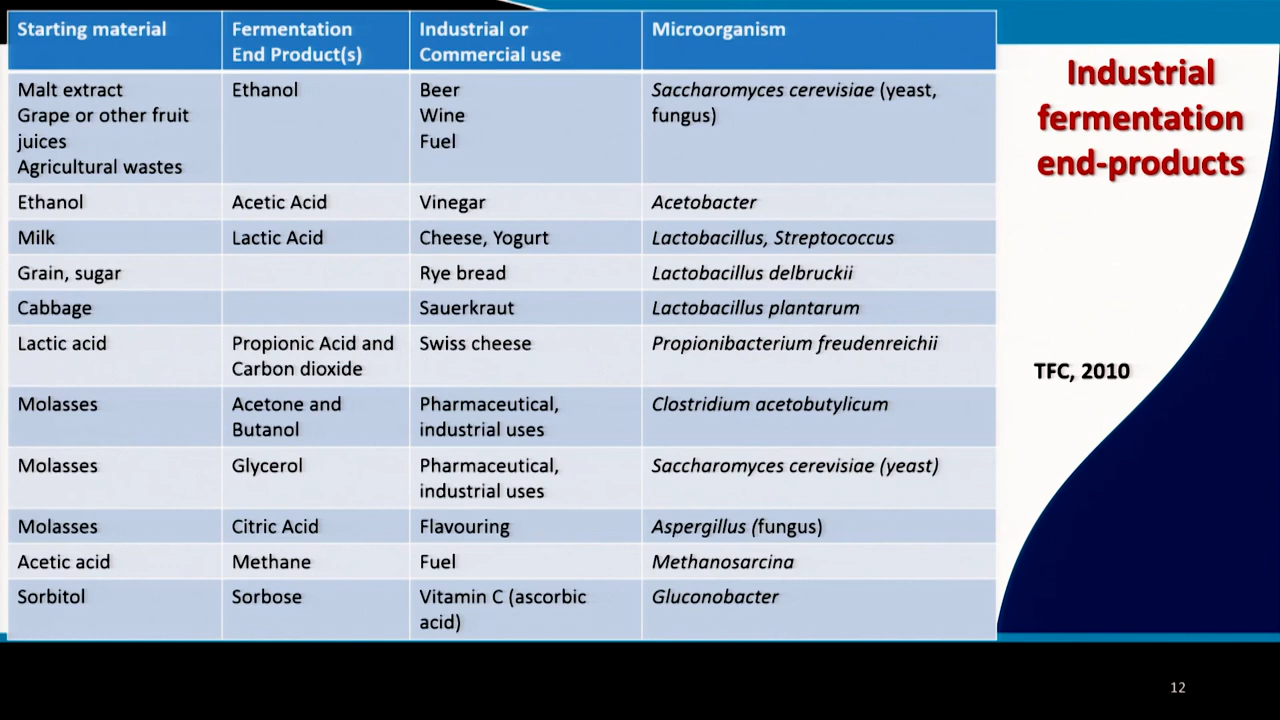 Starting material
Fermentation
End Product(s)
Industrial or
Commercial use
Microorganism
Malt extract
Grape or other fruit
juices
Agricultural wastes
Ethanol
Beer
Wine
Fuel
Saccharomyces cerevisiae (yeast,
fungus)
Ethanol
Acetic Acid
Vinegar
Acetobacter
Milk
Lactic Acid
Cheese, Yogurt
Lactobacillus, Streptococcus
Grain, sugar
Rye bread
Lactobacillus delbruckii
Cabbage
Sauerkraut
Lactobacillus plantarum
Lactic acid
Propionic Acid and
Carbon dioxide
Swiss cheese
Propionibacterium freudenreichii
Molasses
Acetone and
Butanol
Pharmaceutical,
industrial uses
Clostridium acetobutylicum
Molasses
Glycerol
Pharmaceutical,
industrial uses
Saccharomyces cerevisiae (yeast)
Molasses
Citric Acid
Flavouring
Aspergillus (fungus)
Acetic acid
Methane
Fuel
Methanosarcina
Sorbitol
Sorbose
Vitamin C (ascorbic
acid)
Gluconobacter
Industrial
fermentation
end-products
TFC, 2010
12